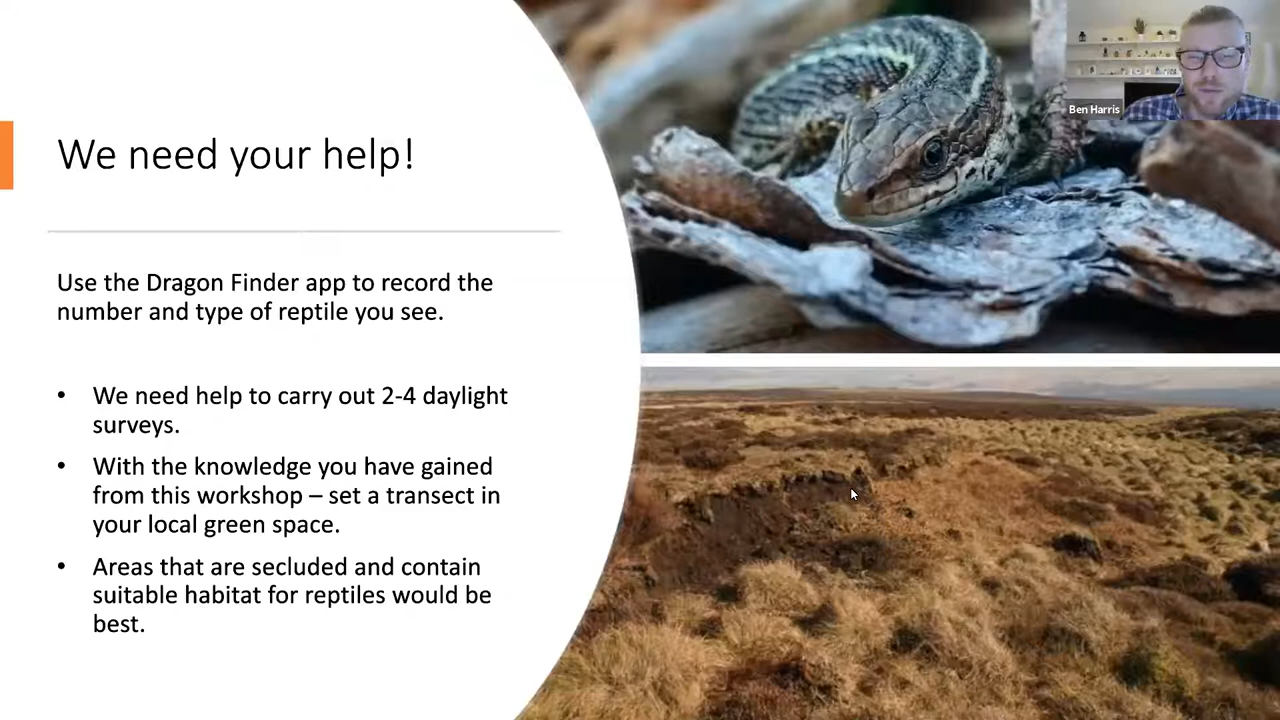 Ben Harris
We need your help!
Use the Dragon Finder app to record the
number and type of reptile you see.
• We need help to carry out 2-4 daylight
surveys.
• With the knowledge you have gained
from this workshop – set a transect in
your local green space.
• Areas that are secluded and contain
suitable habitat for reptiles would be
best.